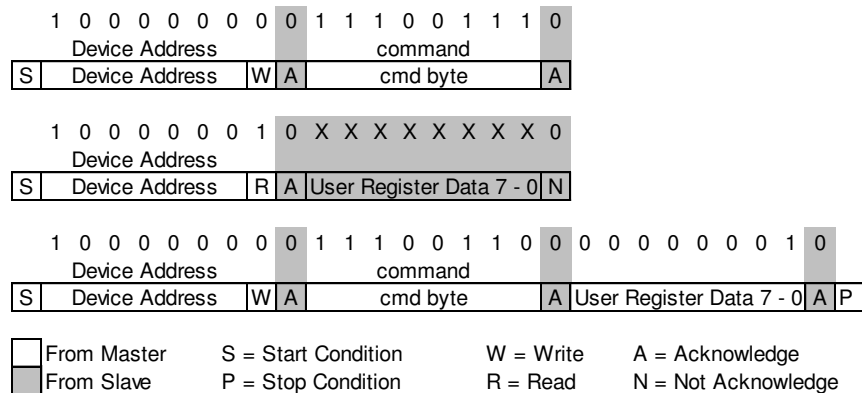 1 0 0 0 0 0 0 0 0 1 1 1 0 0 1 1 1 0
Device Address command
S Device Address W A cmd byte A
1 0 0 0 0 0 0 1 0 X X X X X X X X 0
Device Address
S Device Address R A User Register Data 7 - 0 N
1 0 0 0 0 0 0 0 0 1 1 1 0 0 1 1 0 0 0 0 0 0 0 0 0 1 0
Device Address command
S Device Address W A cmd byte A User Register Data 7 - 0 A P
From Master S = Start Condition W = Write A = Acknowledge
From Slave P = Stop Condition R = Read N = Not Acknowledge